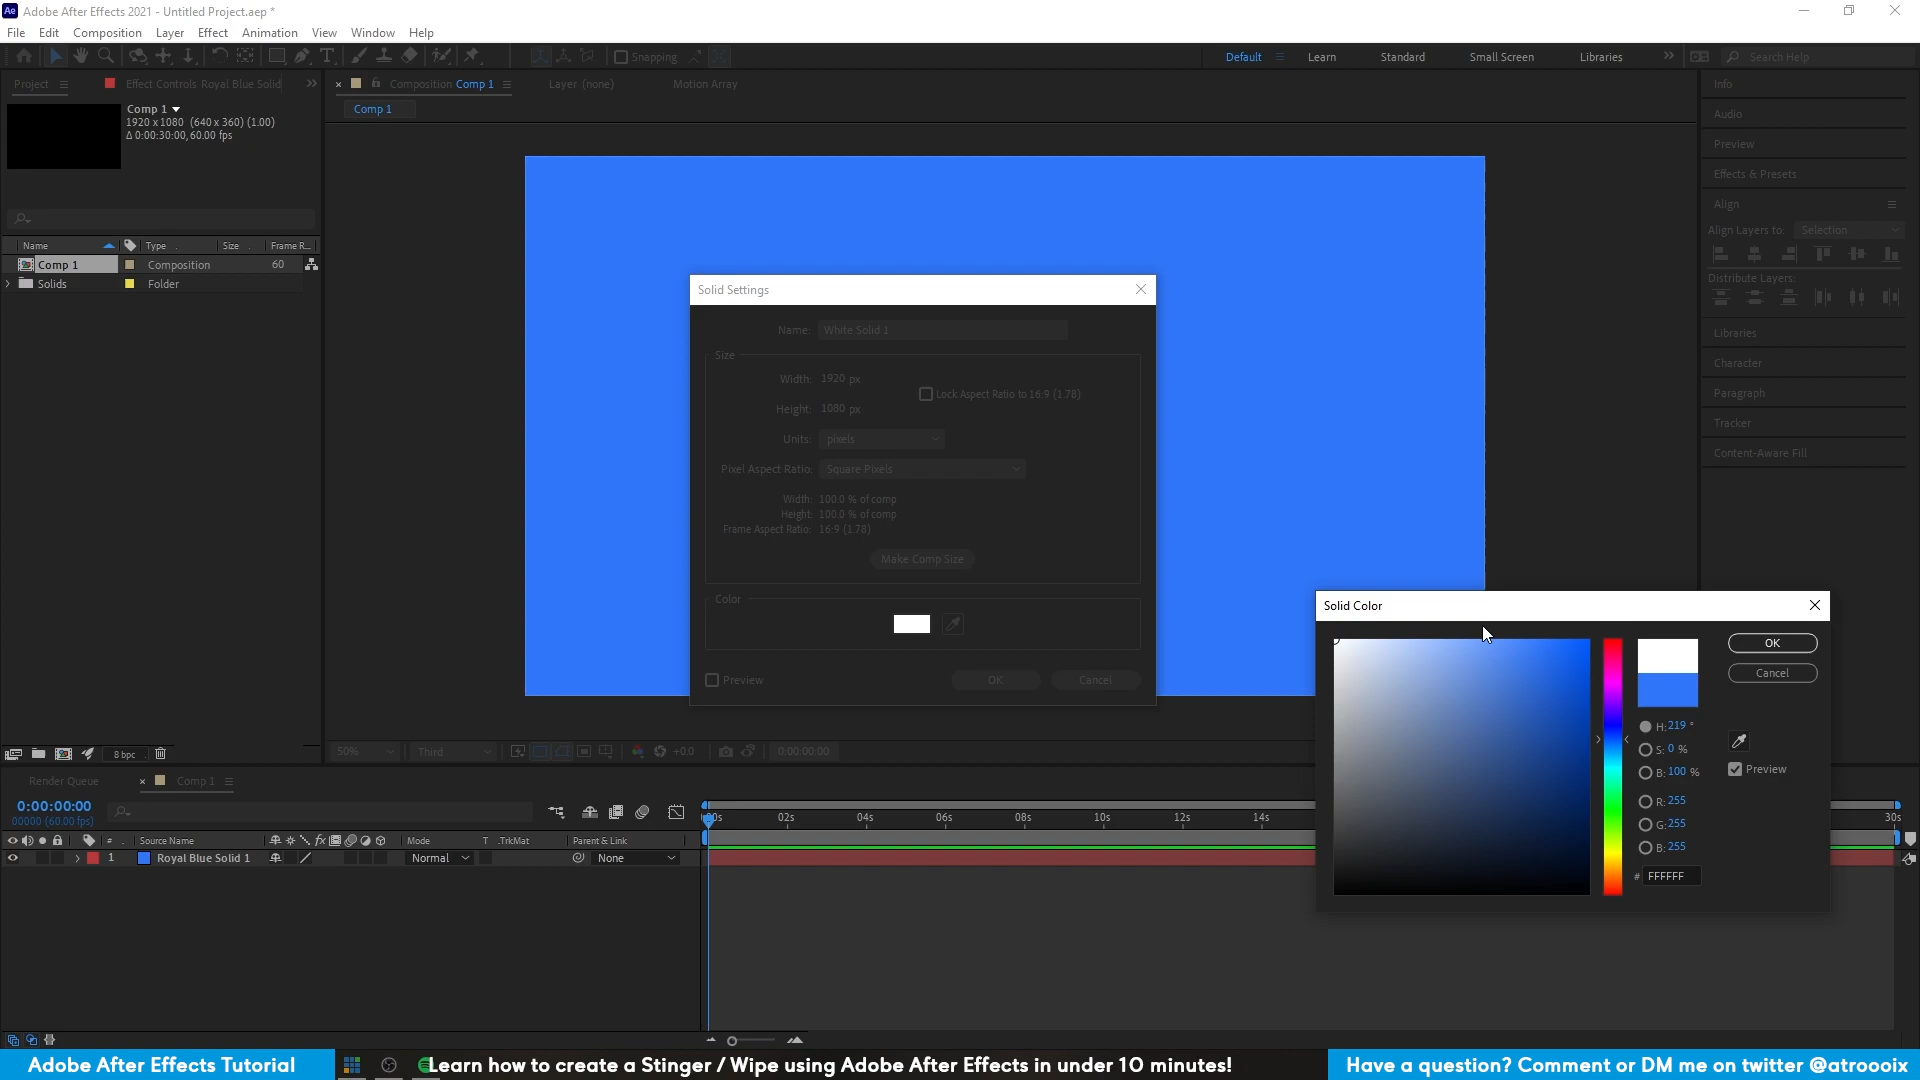 Ae Adobe After Effects 2021 - Untitled Project.aep *
File Edit Composition Layer Effect Animation View Window Help
Snapping
Default Learn Standard Small Screen Libraries Search Help
Project Effect Controls Royal Blue Solid
Composition Comp 1 Layer (none) Motion Array
Comp 1
Comp 1
1920 x 1080 (640 x 360) (1.00)
Δ 0:00:30:00, 60.00 fps
Name Type Size Frame R...
Comp 1 Composition 60
Solids Folder
Info
Audio
Preview
Effects & Presets
Align
Align Layers to: Selection
Distribute Layers:
Libraries
Character
Paragraph
Tracker
Content-Aware Fill
Solid Settings
Name: White Solid 1
Size
Width: 1920 px
Lock Aspect Ratio to 16:9 (1.78)
Height: 1080 px
Units: pixels
Pixel Aspect Ratio: Square Pixels
Width: 100.0 % of comp
Height: 100.0 % of comp
Frame Aspect Ratio: 16:9 (1.78)
Make Comp Size
Color
Preview OK Cancel
Solid Color
OK
Cancel
H: 219 °
S: 0 %
B: 100 %
Preview
R: 255
G: 255
B: 255
# FFFFFF
8 bpc
50% Third +0.0 0:00:00:00
Render Queue Comp 1
0:00:00:00
00000 (60.00 fps)
# Source Name fx Mode T .TrkMat Parent & Link
1 Royal Blue Solid 1 Normal None
00s 02s 04s 06s 08s 10s 12s 14s 30s
Adobe After Effects Tutorial
Learn how to create a Stinger / Wipe using Adobe After Effects in under 10 minutes!
Have a question? Comment or DM me on twitter @atroooix